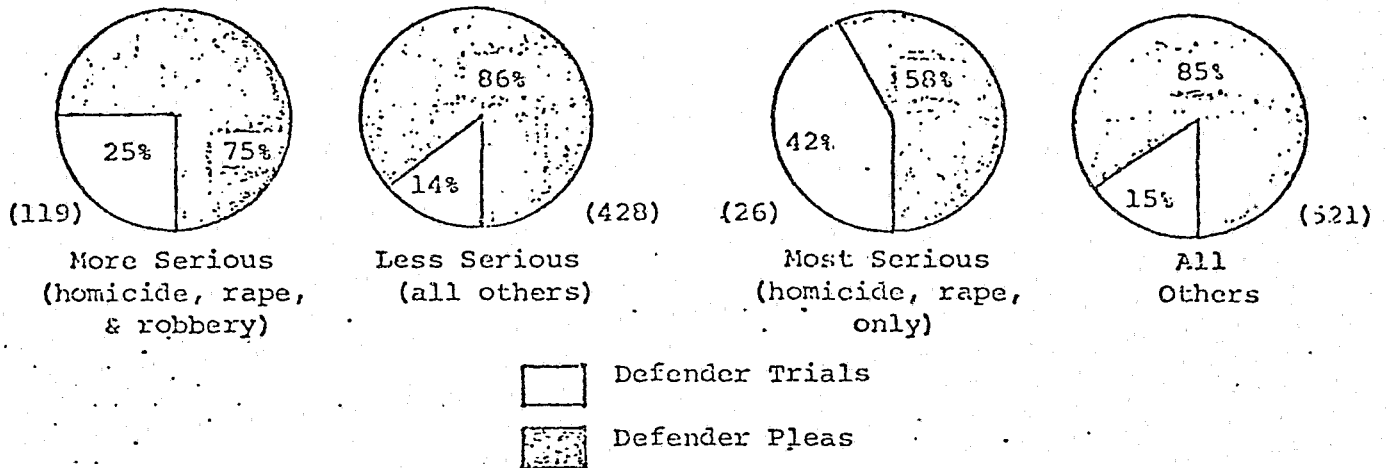 86%
58%
85%
25%
75%
42%
14%
15%
(119)
(428)
(26)
(521)
More Serious
(homicide, rape,
& robbery)
Less Serious
(all others)
Most Serious
(homicide, rape,
only)
All
Others
Defender Trials
Defender Pleas